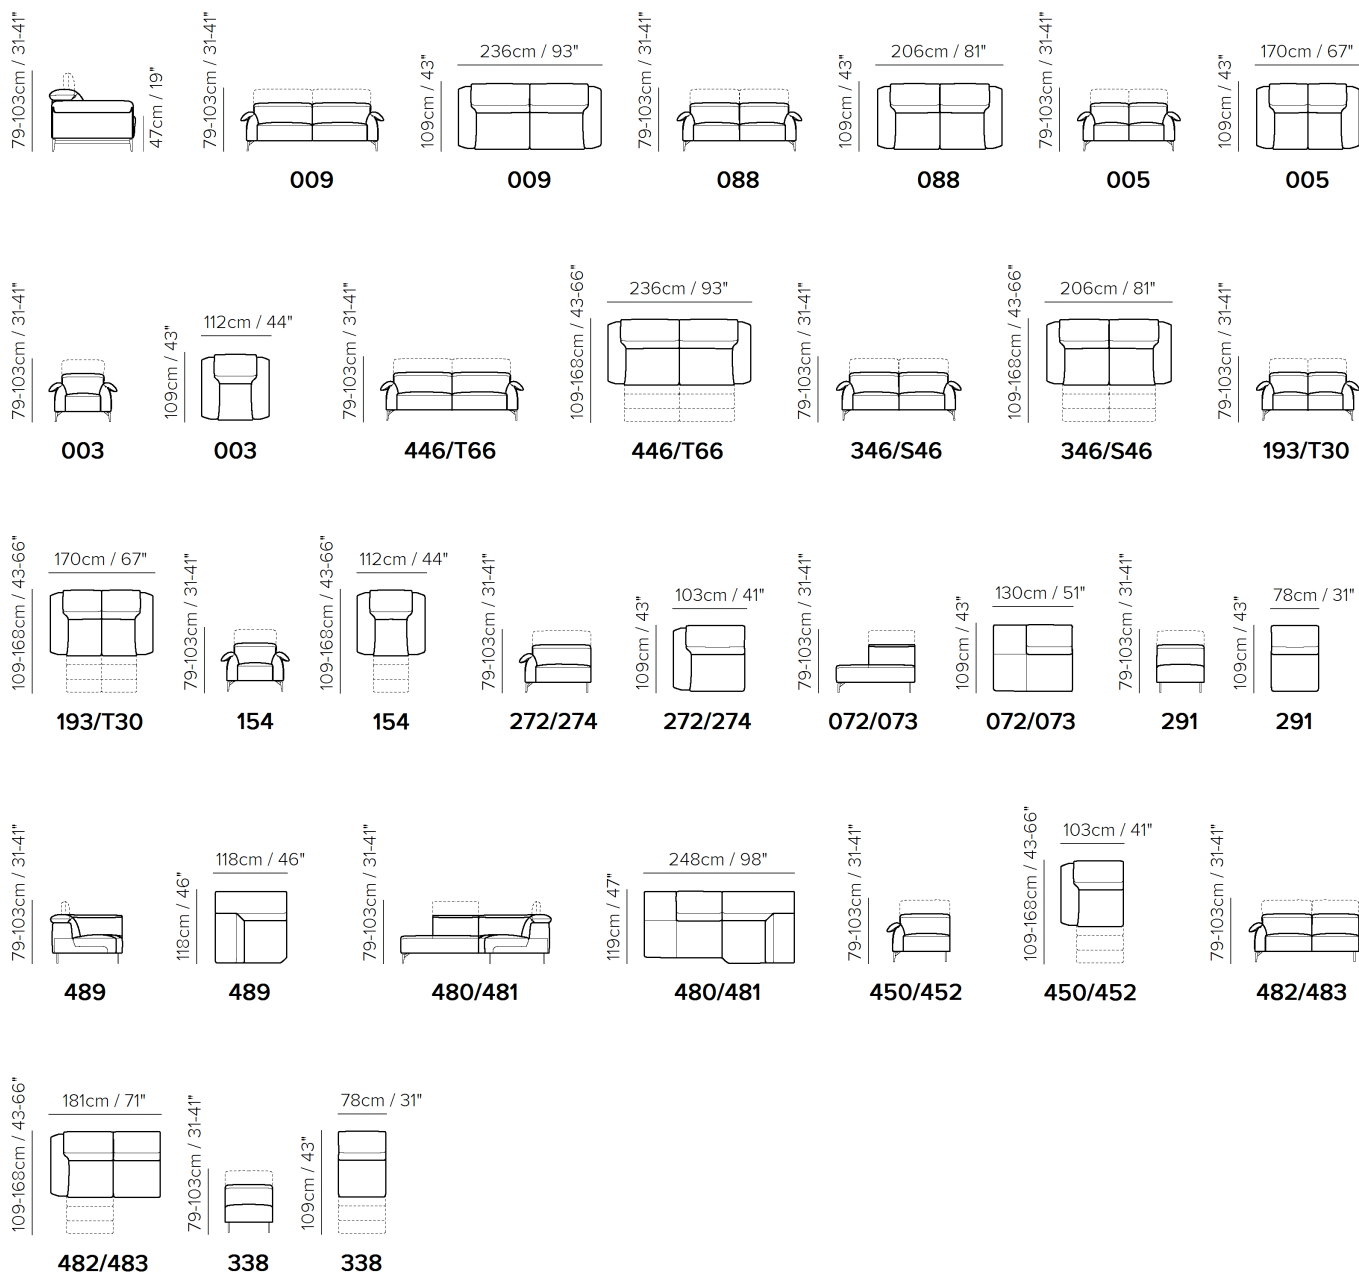 79-103cm / 31-41"
47cm / 19"
79-103cm / 31-41"
009
236cm / 93"
109cm / 43"
009
79-103cm / 31-41"
088
206cm / 81"
109cm / 43"
088
79-103cm / 31-41"
005
170cm / 67"
109cm / 43"
005
79-103cm / 31-41"
003
112cm / 44"
109cm / 43"
003
79-103cm / 31-41"
446/T66
236cm / 93"
109-168cm / 43-66"
446/T66
79-103cm / 31-41"
346/S46
206cm / 81"
109-168cm / 43-66"
346/S46
79-103cm / 31-41"
193/T30
170cm / 67"
109-168cm / 43-66"
193/T30
79-103cm / 31-41"
154
112cm / 44"
109-168cm / 43-66"
154
79-103cm / 31-41"
272/274
103cm / 41"
109cm / 43"
272/274
79-103cm / 31-41"
072/073
130cm / 51"
109cm / 43"
072/073
79-103cm / 31-41"
291
78cm / 31"
109cm / 43"
291
79-103cm / 31-41"
489
118cm / 46"
118cm / 46"
489
79-103cm / 31-41"
480/481
248cm / 98"
119cm / 47"
480/481
79-103cm / 31-41"
450/452
103cm / 41"
109-168cm / 43-66"
450/452
79-103cm / 31-41"
482/483
181cm / 71"
109-168cm / 43-66"
482/483
79-103cm / 31-41"
338
78cm / 31"
109cm / 43"
338